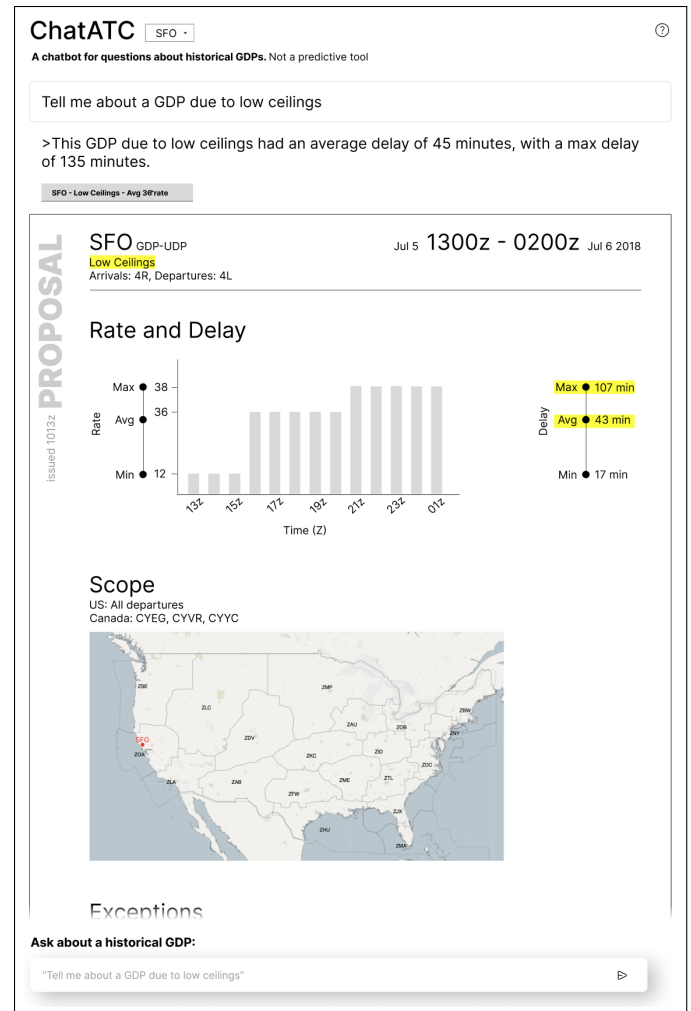 ChatATC SFO
A chatbot for questions about historical GDPs. Not a predictive tool
?
Tell me about a GDP due to low ceilings
>This GDP due to low ceilings had an average delay of 45 minutes, with a max delay
of 135 minutes.
SFO - Low Ceilings - Avg 36 rate
PROPOSAL
issued 1013z
SFO GDP-UDP
Jul 5 1300z - 0200z Jul 6 2018
Low Ceilings
Arrivals: 4R, Departures: 4L
Rate and Delay
Rate
Max 38
Avg 36
Min 12
13z 15z 17z 19z 21z 23z 01z
Time (Z)
Delay
Max 107 min
Avg 43 min
Min 17 min
Scope
US: All departures
Canada: CYEG, CYVR, CYYC
ZBE
ZMP
ZLC
ZBW
ZAU
ZOB
ZNY
ZDV
SFO
ZOA
ZKC
ZID
ZDC
ZLA
ZAB
ZME
ZTL
ZFW
ZJX
ZHU
ZMA
Exceptions
Ask about a historical GDP:
"Tell me about a GDP due to low ceilings"